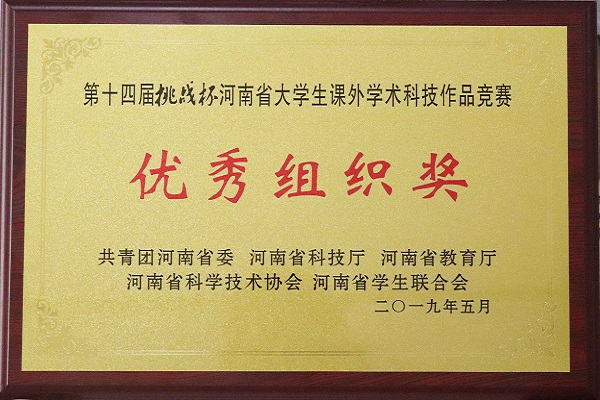 第十四届挑战杯河南省大学生课外学术科技作品竞赛
优秀组织奖
共青团河南省委 河南省科技厅 河南省教育厅
河南省科学技术协会 河南省学生联合会
二〇一九年五月